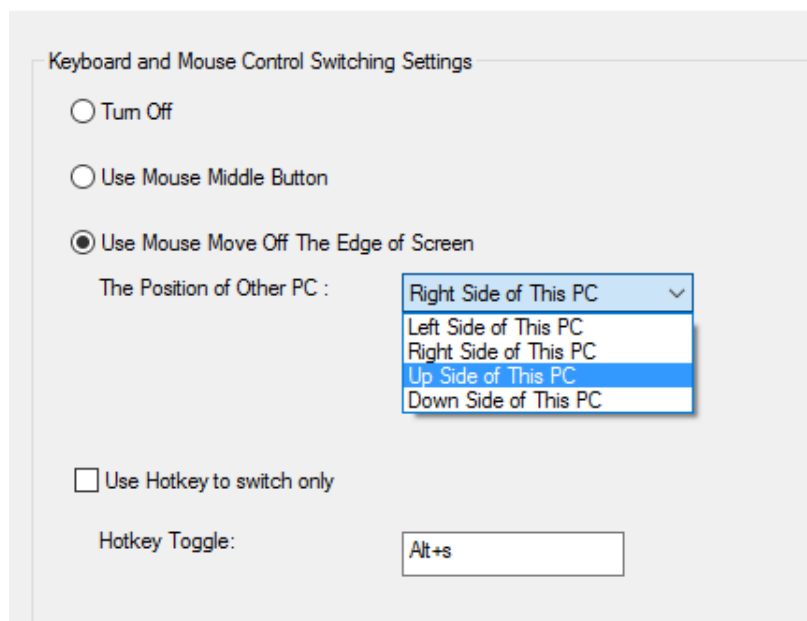 Keyboard and Mouse Control Switching Settings
Turn Off
Use Mouse Middle Button
Use Mouse Move Off The Edge of Screen
The Position of Other PC :
Right Side of This PC
Left Side of This PC
Right Side of This PC
Up Side of This PC
Down Side of This PC
Use Hotkey to switch only
Hotkey Toggle:
Alt+s